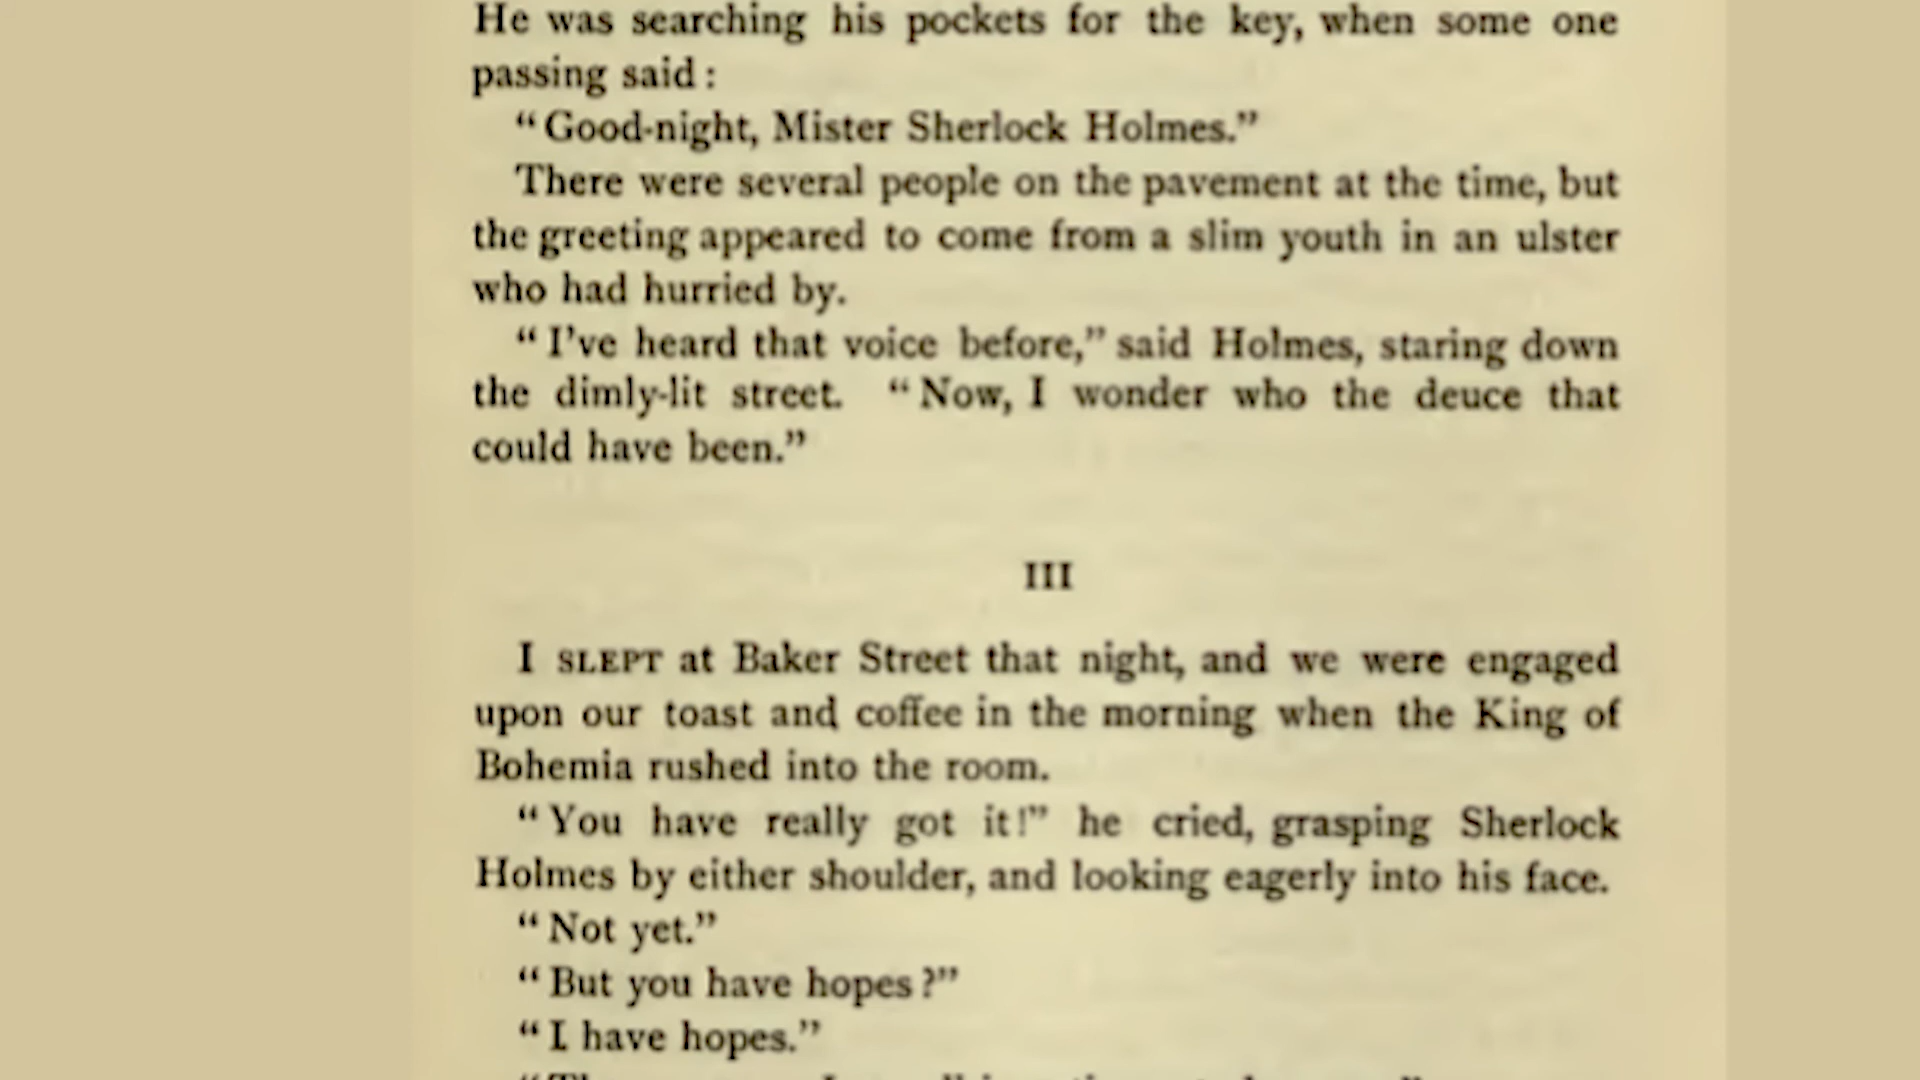 He was searching his pockets for the key, when some one
passing said :
“ Good-night, Mister Sherlock Holmes.”
There were several people on the pavement at the time, but
the greeting appeared to come from a slim youth in an ulster
who had hurried by.
“ I’ve heard that voice before,” said Holmes, staring down
the dimly-lit street. “ Now, I wonder who the deuce that
could have been.”
III
I SLEPT at Baker Street that night, and we were engaged
upon our toast and coffee in the morning when the King of
Bohemia rushed into the room.
“ You have really got it !” he cried, grasping Sherlock
Holmes by either shoulder, and looking eagerly into his face.
“ Not yet.”
“ But you have hopes ?”
“ I have hopes.”